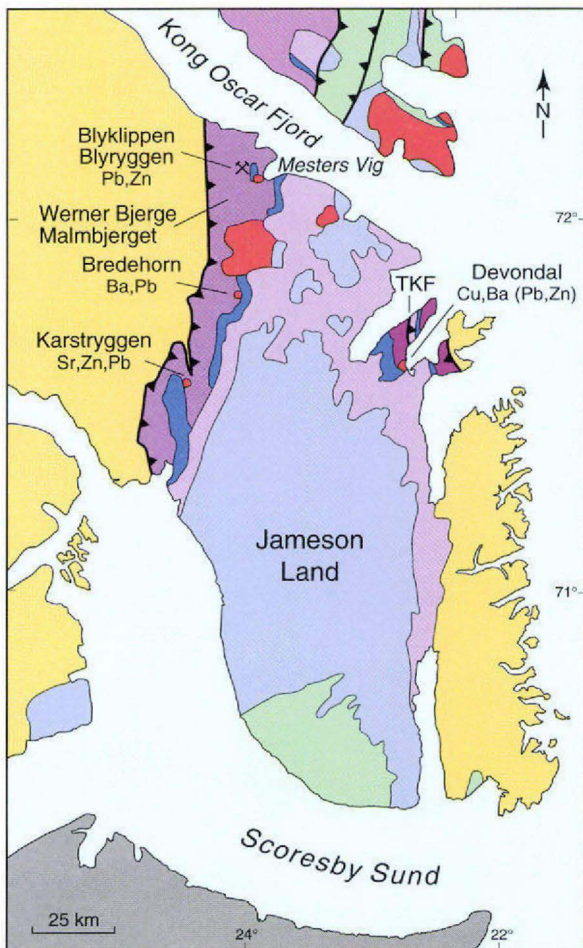 Kong Oscar Fjord
N
Blyklippen
Blyryggen
Pb,Zn
Mesters Vig
Werner Bjerge
Malmbjerget
72°
Bredehorn
Ba,Pb
TKF
Devondal
Cu,Ba (Pb,Zn)
Karstryggen
Sr,Zn,Pb
Jameson
Land
71°
Scoresby Sund
25 km
24°
22°